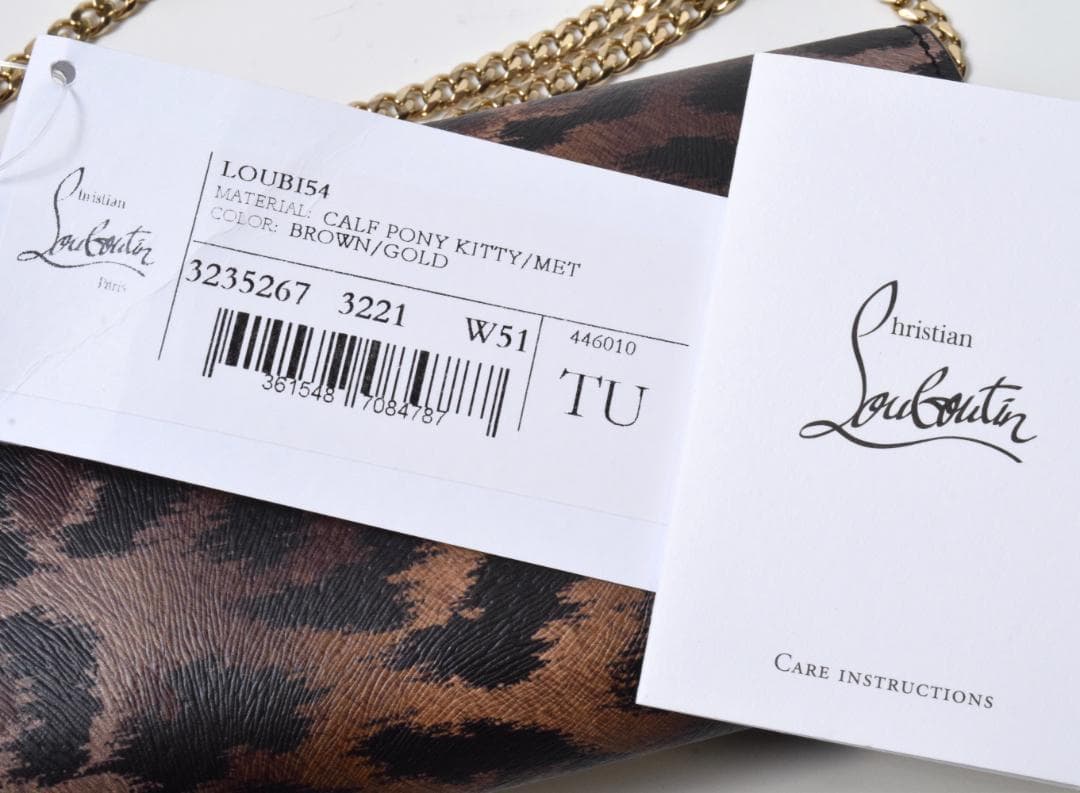 Christian
Louboutin
Paris
LOUBI54
MATERIAL: CALF PONY KITTY/MET
COLOR: BROWN/GOLD
3235267 3221 W51
361548 7084787
446010
TU
Christian
Louboutin
CARE INSTRUCTIONS